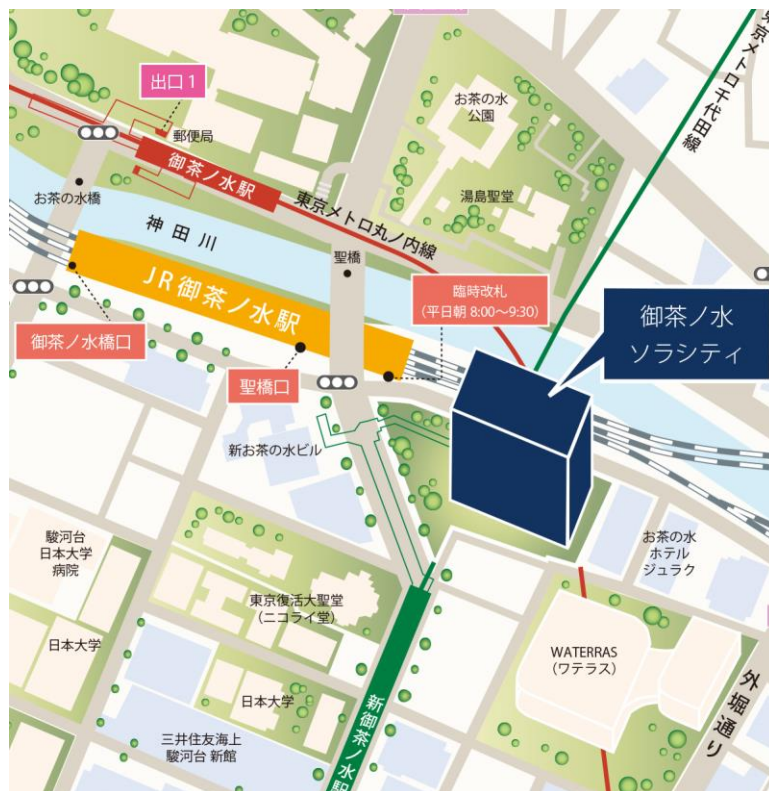 出口1
郵便局
御茶ノ水駅
お茶の水橋
神田川
東京メトロ丸ノ内線
東京メトロ千代田線
お茶の水
公園
湯島聖堂
聖橋
JR御茶ノ水駅
臨時改札
(平日朝 8:00〜9:30)
御茶ノ水
ソラシティ
御茶ノ水橋口
聖橋口
新お茶の水ビル
駿河台
日本大学
病院
お茶の水
ホテル
ジュラク
東京復活大聖堂
(ニコライ堂)
日本大学
WATERRAS
(ワテラス)
日本大学
新御茶ノ水駅
外堀通り
三井住友海上
駿河台 新館